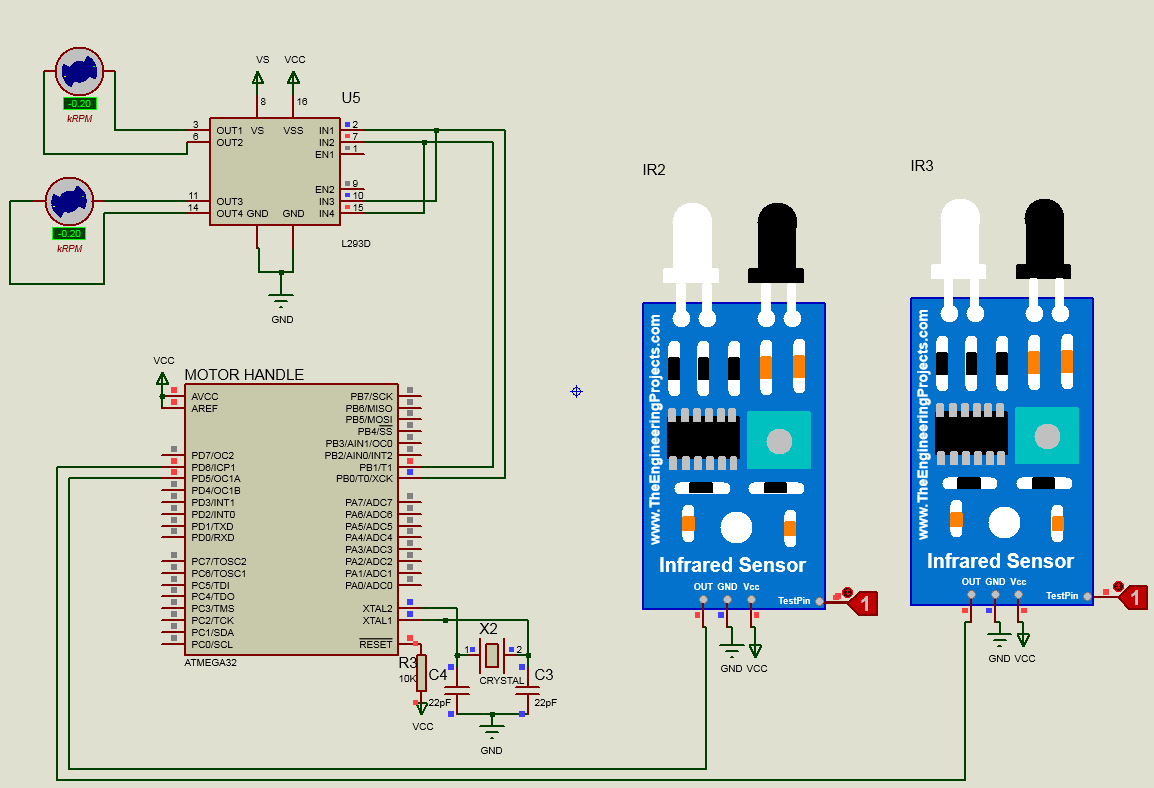 VS
VCC
U5
8
16
-0.20
kRPM
3
6
OUT1
OUT2
VS
VSS
IN1
IN2
EN1
2
7
1
11
14
OUT3
OUT4
GND
GND
EN2
IN3
IN4
9
10
15
-0.20
kRPM
L293D
GND
VCC
MOTOR HANDLE
AVCC
AREF
PD7/OC2
PD6/ICP1
PD5/OC1A
PD4/OC1B
PD3/INT1
PD2/INT0
PD1/TXD
PD0/RXD
PC7/TOSC2
PC6/TOSC1
PC5/TDI
PC4/TDO
PC3/TMS
PC2/TCK
PC1/SDA
PC0/SCL
PB7/SCK
PB6/MISO
PB5/MOSI
PB4/SS
PB3/AIN1/OC0
PB2/AIN0/INT2
PB1/T1
PB0/T0/XCK
PA7/ADC7
PA6/ADC6
PA5/ADC5
PA4/ADC4
PA3/ADC3
PA2/ADC2
PA1/ADC1
PA0/ADC0
XTAL2
XTAL1
RESET
ATMEGA32
R3
10K
VCC
C4
22pF
X2
1
2
CRYSTAL
C3
22pF
GND
IR2
www.TheEngineeringProjects.com
Infrared Sensor
OUT GND Vcc
TestPin
1
GND VCC
IR3
www.TheEngineeringProjects.com
Infrared Sensor
OUT GND Vcc
TestPin
1
GND VCC